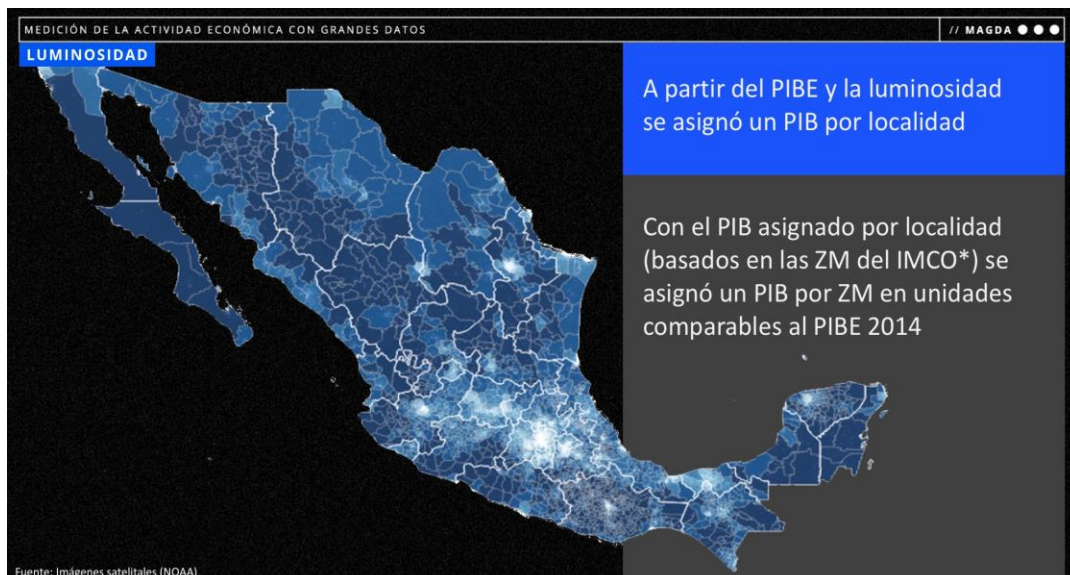 MEDICIÓN DE LA ACTIVIDAD ECONÓMICA CON GRANDES DATOS
// MAGDA
LUMINOSIDAD
A partir del PIBE y la luminosidad
se asignó un PIB por localidad
Con el PIB asignado por localidad
(basados en las ZM del IMCO*) se
asignó un PIB por ZM en unidades
comparables al PIBE 2014
Fuente: Imágenes satelitales (NOAA)